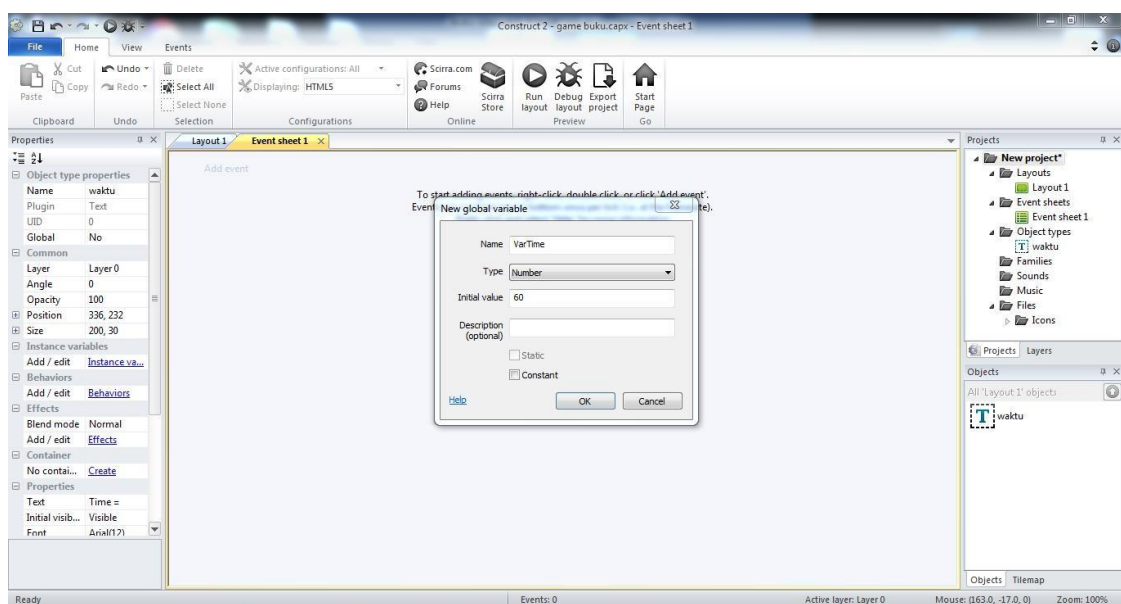 Construct 2 - game buku.capx - Event sheet 1
File Home View Events
Paste
Cut
Copy
Clipboard
Undo
Redo
Undo
Delete
Select All
Select None
Selection
Active configurations: All
Displaying: HTML5
Configurations
Scirra.com
Forums
Help
Scirra Store
Online
Run layout
Debug layout
Export project
Preview
Start Page
Go
Properties
Object type properties
Name waktu
Plugin Text
UID 0
Global No
Common
Layer Layer 0
Angle 0
Opacity 100
Position 336, 232
Size 200, 30
Instance variables
Add / edit Instance va...
Behaviors
Add / edit Behaviors
Effects
Blend mode Normal
Add / edit Effects
Container
No contai... Create
Properties
Text Time =
Initial visib... Visible
Font Arial(12)
Layout 1 Event sheet 1
Add event
To start adding events, right-click, double click, or click 'Add event'.
New global variable
Name VarTime
Type Number
Initial value 60
Description (optional)
Static
Constant
Help OK Cancel
Projects
New project*
Layouts
Layout 1
Event sheets
Event sheet 1
Object types
waktu
Families
Sounds
Music
Files
Icons
Projects Layers
Objects
All 'Layout 1' objects
waktu
Objects Tilemap
Ready Events: 0 Active layer: Layer 0 Mouse: (163.0, -17.0, 0) Zoom: 100%